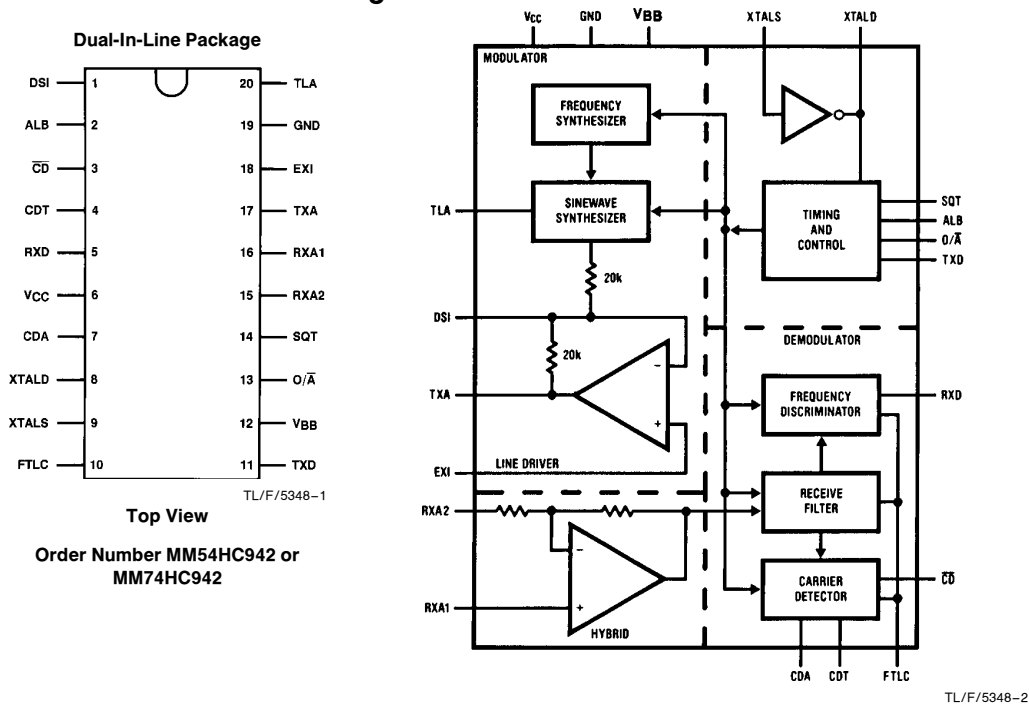 Dual-In-Line Package
DSI 1 20 TLA
ALB 2 19 GND
C̅D̅ 3 18 EXI
CDT 4 17 TXA
RXD 5 16 RXA1
VCC 6 15 RXA2
CDA 7 14 SQT
XTALD 8 13 O/A̅
XTALS 9 12 VBB
FTLC 10 11 TXD
TL/F/5348–1
Top View
Order Number MM54HC942 or
MM74HC942
VCC GND VBB XTALS XTALD
MODULATOR
FREQUENCY
SYNTHESIZER
SINEWAVE
SYNTHESIZER
TLA
20k
DSI
20k
TXA
−
+
EXI
LINE DRIVER
TIMING
AND
CONTROL
SQT
ALB
O/A̅
TXD
DEMODULATOR
FREQUENCY
DISCRIMINATOR
RXD
RECEIVE
FILTER
CARRIER
DETECTOR
C̅D̅
RXA2
−
+
RXA1
HYBRID
CDA CDT FTLC
TL/F/5348–2